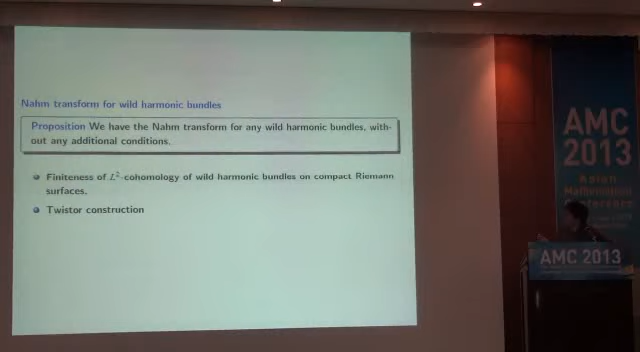 Nahm transform for wild harmonic bundles
Proposition We have the Nahm transform for any wild harmonic bundles, with-
out any additional conditions.
Finiteness of L²-cohomology of wild harmonic bundles on compact Riemann
surfaces.
Twistor construction
AMC
2013
Asian
Mathematical
Conference
AMC 2013